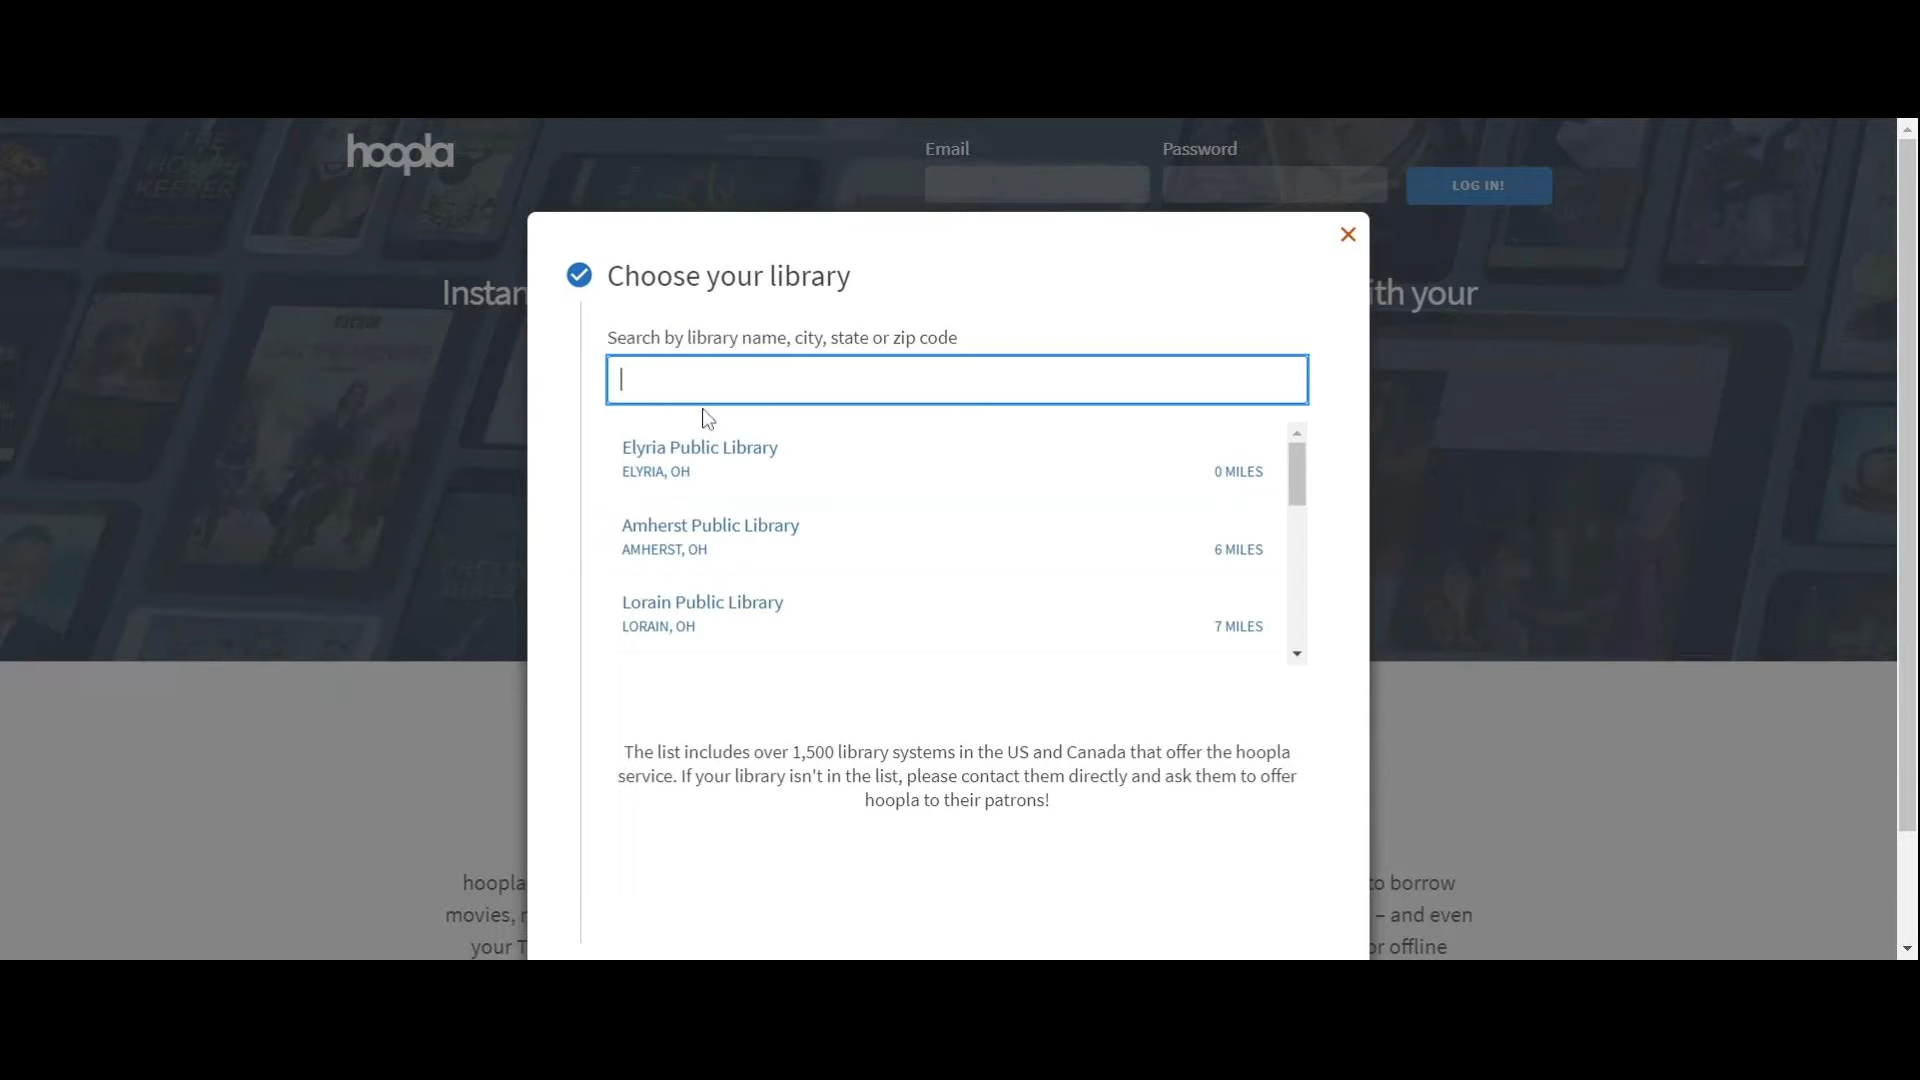 hoopla
Email
Password
LOG IN!
Choose your library
Instan
ith your
Search by library name, city, state or zip code
Elyria Public Library
ELYRIA, OH
0 MILES
Amherst Public Library
AMHERST, OH
6 MILES
Lorain Public Library
LORAIN, OH
7 MILES
The list includes over 1,500 library systems in the US and Canada that offer the hoopla
service. If your library isn't in the list, please contact them directly and ask them to offer
hoopla to their patrons!
hoopla
to borrow
movies,
– and even
your T
or offline